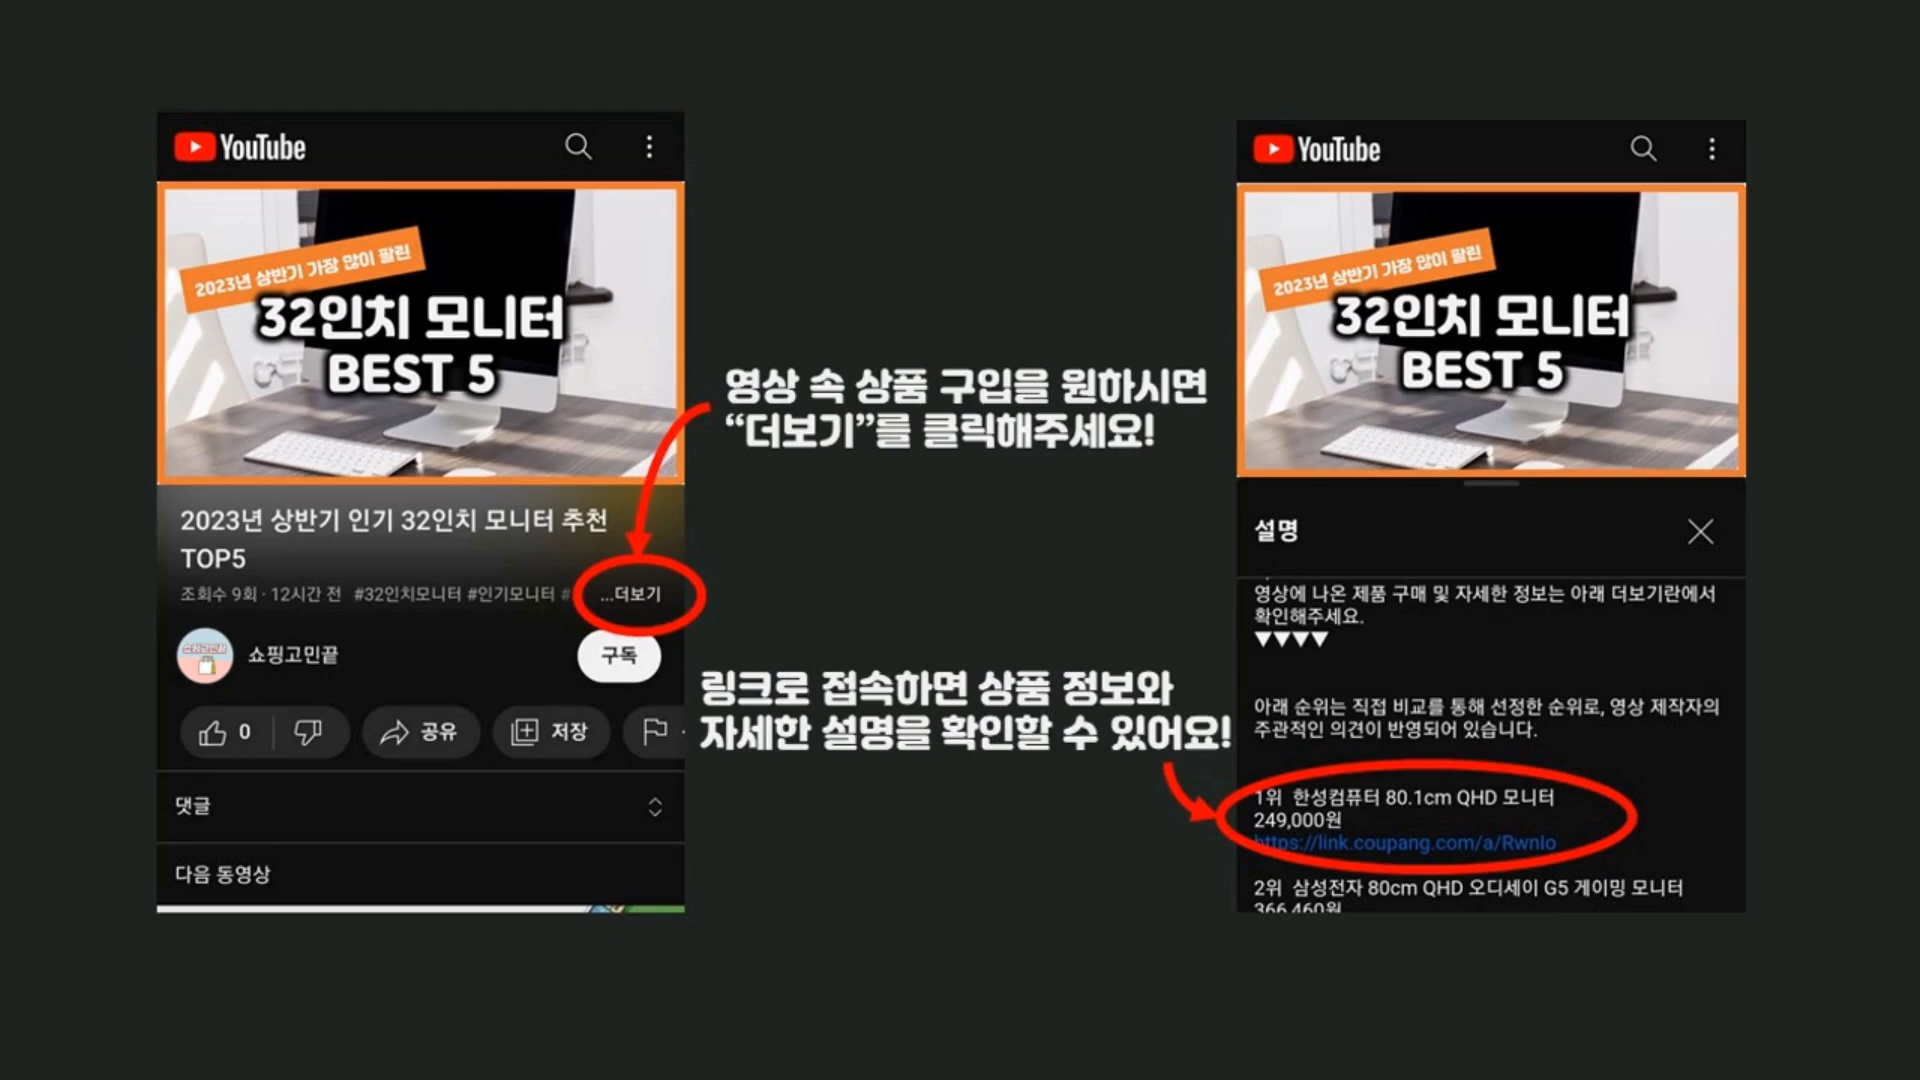 YouTube
2023년 상반기 가장 많이 팔린
32인치 모니터
BEST 5
2023년 상반기 인기 32인치 모니터 추천
TOP5
조회수 9회 · 12시간 전 #32인치모니터 #인기모니터 # ...더보기
쇼핑고민끝
쇼핑고민끝
구독
0
공유
저장
댓글
다음 동영상
영상 속 상품 구입을 원하시면
“더보기”를 클릭해주세요!
링크로 접속하면 상품 정보와
자세한 설명을 확인할 수 있어요!
YouTube
2023년 상반기 가장 많이 팔린
32인치 모니터
BEST 5
설명
영상에 나온 제품 구매 및 자세한 정보는 아래 더보기란에서
확인해주세요.
▼▼▼▼
아래 순위는 직접 비교를 통해 선정한 순위로, 영상 제작자의
주관적인 의견이 반영되어 있습니다.
1위 한성컴퓨터 80.1cm QHD 모니터
249,000원
https://link.coupang.com/a/RwnIo
2위 삼성전자 80cm QHD 오디세이 G5 게이밍 모니터
366,460원